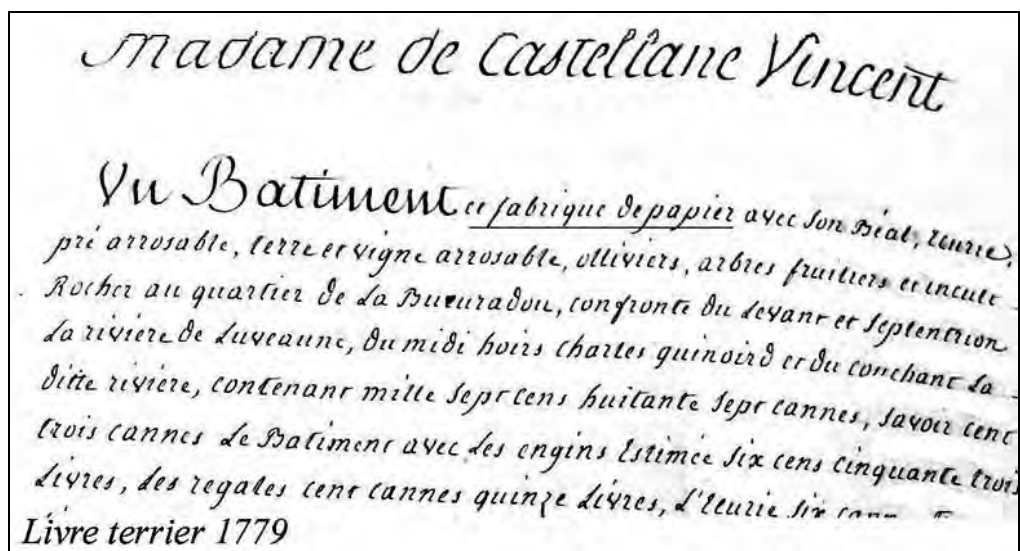 Madame de Castellane Vincent
Un Batiment et fabrique de papier avec son Béal, Ecurie,
pré arrosable, terre et vigne arrosable, olliviers, arbres fruitiers et inculte
Rocher au quartier de la Bueuradou, confronte du Levant et Septentrion
La riviere de Luveaune, du midi hoirs Charles quinoird et du couchant La
ditte riviere, contenant mille sept cens huitante sept cannes, savoir cent
trois cannes Le Batiment avec Les engins Estimée six cens cinquante trois
Livres, Les regales cent cannes quinze Livres, L'Ecurie six
Livre terrier 1779